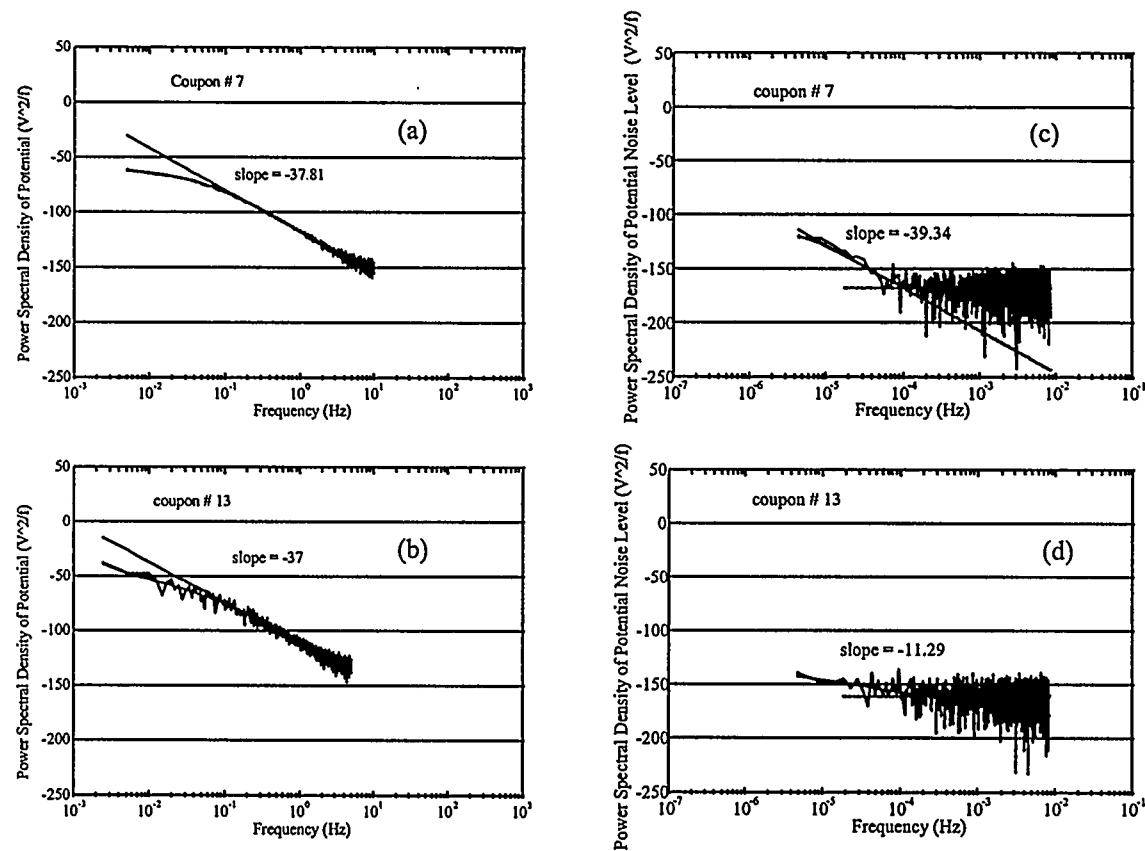 Power Spectral Density of Potential (V^2/f)
50
0
-50
-100
-150
-200
-250
Coupon # 7
(a)
slope = -37.81
10^-3
10^-2
10^-1
10^0
10^1
10^2
10^3
Frequency (Hz)
Power Spectral Density of Potential Noise Level (V^2/f)
50
0
-50
-100
-150
-200
-250
coupon # 7
(c)
slope = -39.34
10^-7
10^-6
10^-5
10^-4
10^-3
10^-2
10^-1
Frequency (Hz)
Power Spectral Density of Potential (V^2/f)
50
0
-50
-100
-150
-200
-250
coupon # 13
(b)
slope = -37
10^-3
10^-2
10^-1
10^0
10^1
10^2
10^3
Frequency (Hz)
Power Spectral Density of Potential Noise Level (V^2/f)
50
0
-50
-100
-150
-200
-250
coupon # 13
(d)
slope = -11.29
10^-7
10^-6
10^-5
10^-4
10^-3
10^-2
10^-1
Frequency (Hz)